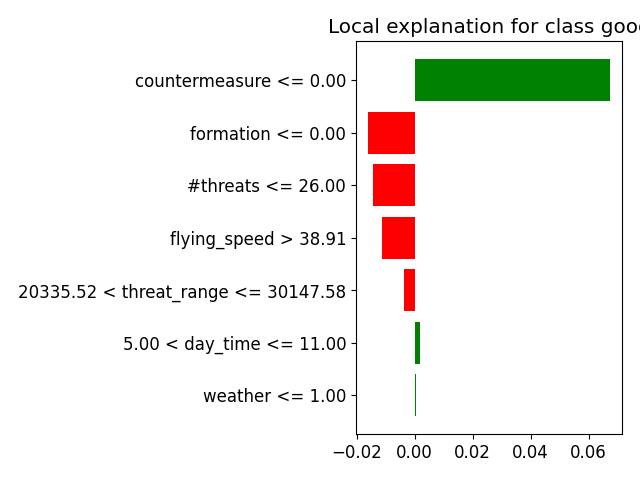 Local explanation for class goo
countermeasure <= 0.00
formation <= 0.00
#threats <= 26.00
flying_speed > 38.91
20335.52 < threat_range <= 30147.58
5.00 < day_time <= 11.00
weather <= 1.00
−0.02 0.00 0.02 0.04 0.06